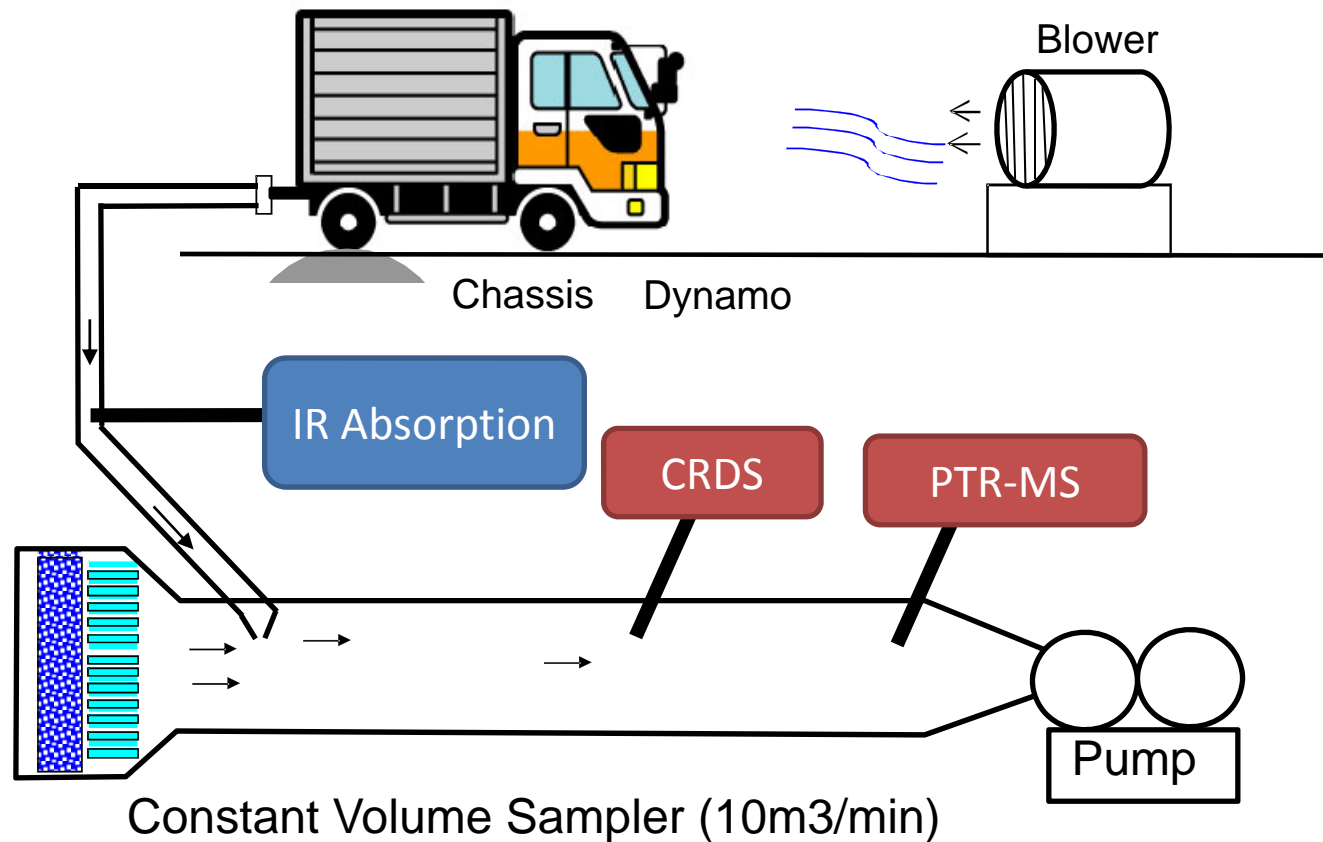 Blower
Chassis Dynamo
IR Absorption
CRDS
PTR-MS
Pump
Constant Volume Sampler (10m3/min)